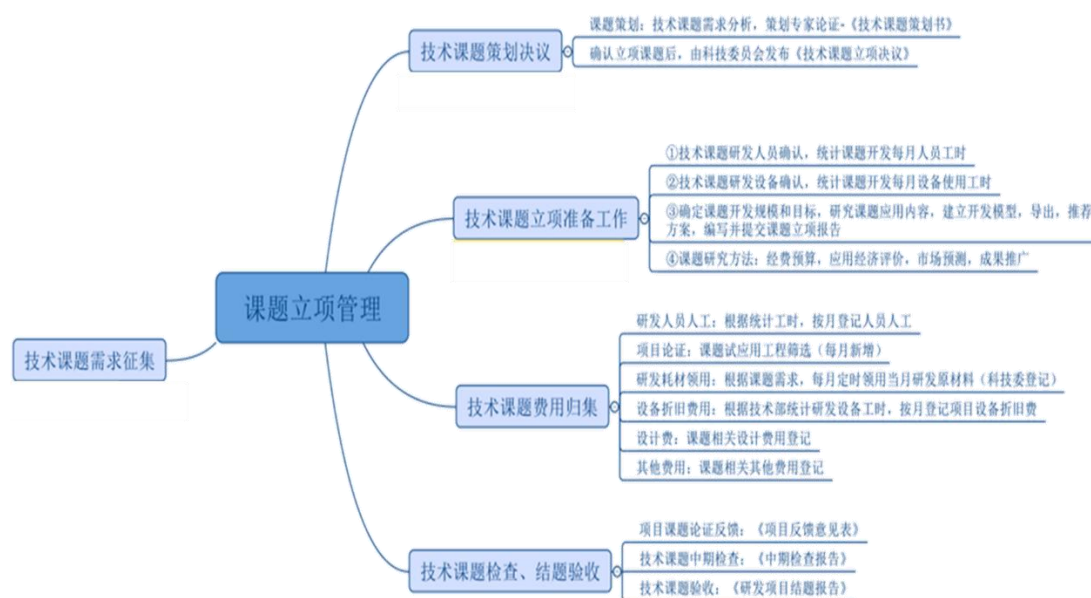 课题策划：技术课题需求分析，策划专家论证-《技术课题策划书》
技术课题策划决议
确认立项课题后，由科技委员会发布《技术课题立项决议》
①技术课题研发人员确认，统计课题开发每月人员工时
②技术课题研发设备确认，统计课题开发每月设备使用工时
技术课题立项准备工作
③确定课题开发规模和目标，研究课题应用内容，建立开发模型，导出，推荐
方案，编写并提交课题立项报告
④课题研究方法：经费预算，应用经济评价，市场预测，成果推广
课题立项管理
技术课题需求征集
研发人员人工：根据统计工时，按月登记人员人工
项目论证：课题试应用工程筛选（每月新增）
研发耗材领用：根据课题需求，每月定时领用当月研发原材料（科技委登记）
技术课题费用归集
设备折旧费用：根据技术部统计研发设备工时，按月登记项目设备折旧费
设计费：课题相关设计费用登记
其他费用：课题相关其他费用登记
项目课题论证反馈：《项目反馈意见表》
技术课题检查、结题验收
技术课题中期检查：《中期检查报告》
技术课题验收：《研发项目结题报告》